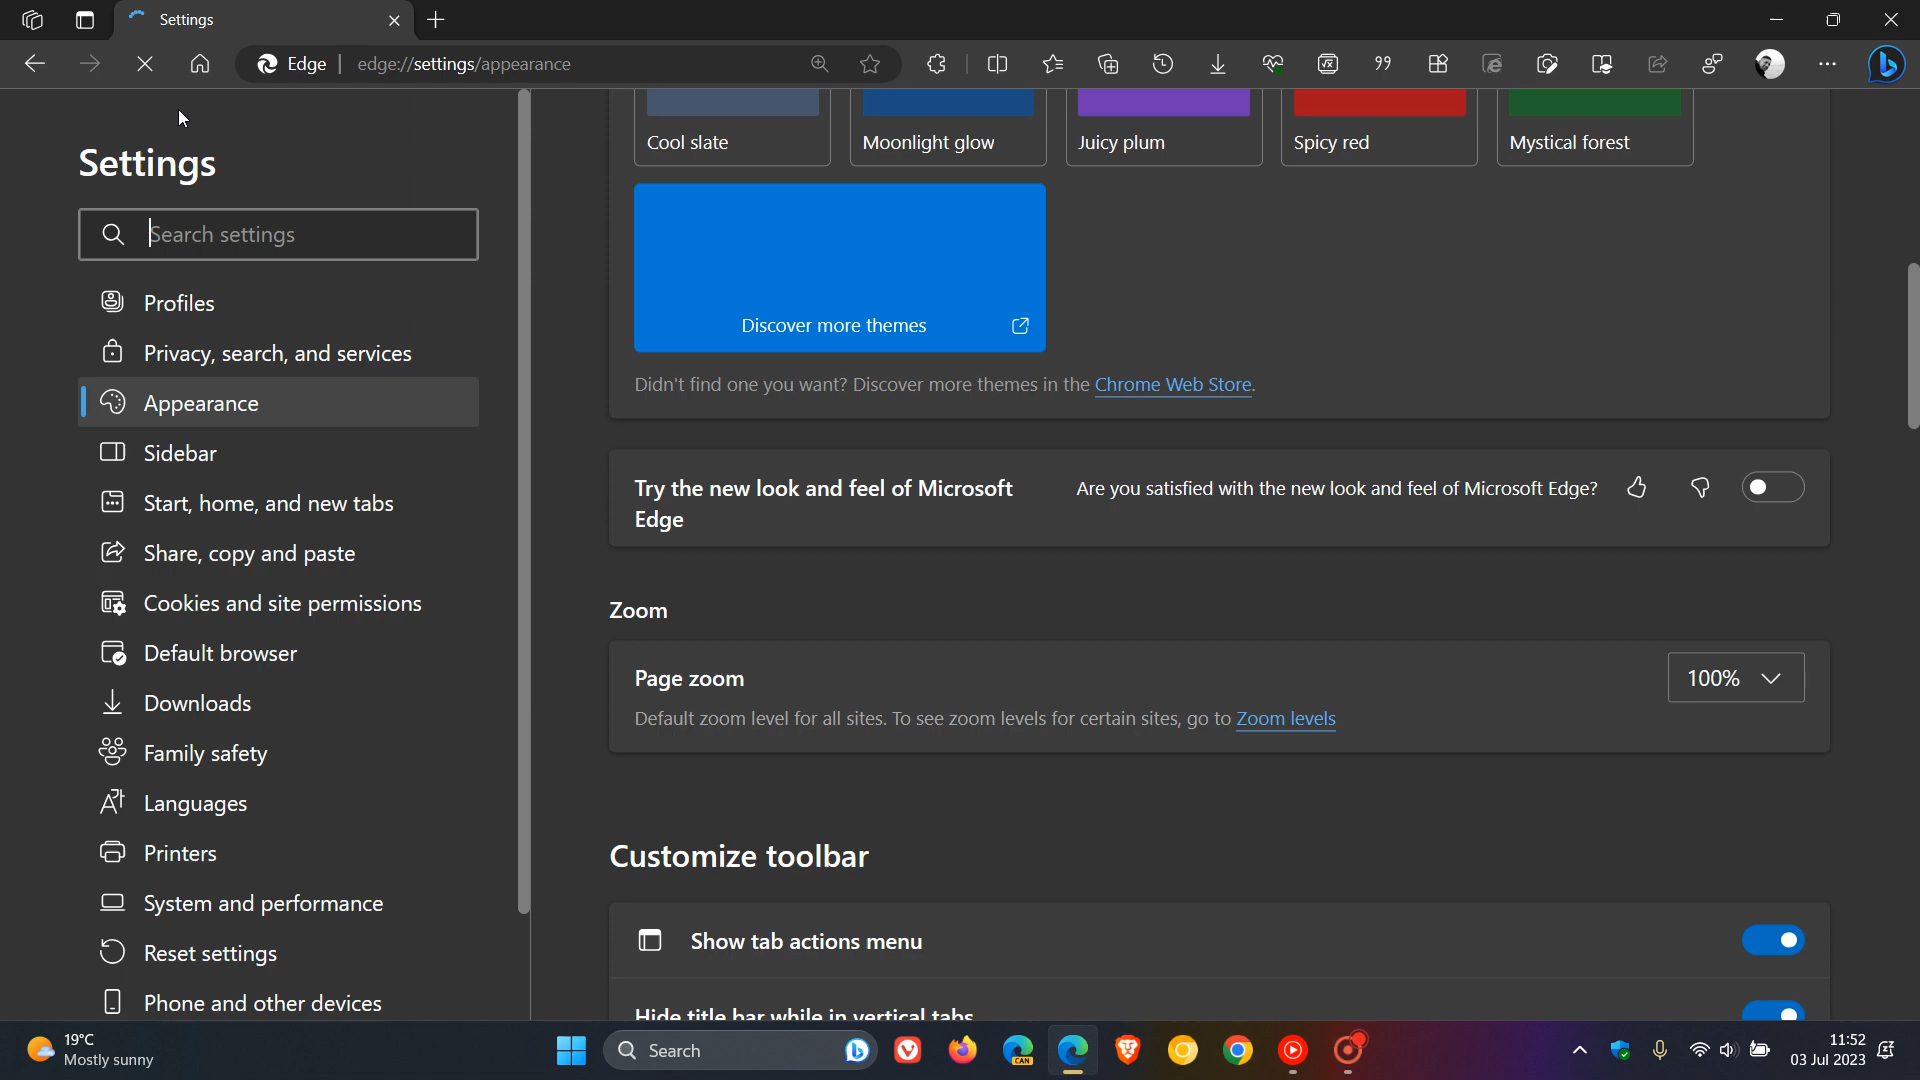 Settings
Edge
edge://settings/appearance
Settings
Search settings
Profiles
Privacy, search, and services
Appearance
Sidebar
Start, home, and new tabs
Share, copy and paste
Cookies and site permissions
Default browser
Downloads
Family safety
Languages
Printers
System and performance
Reset settings
Phone and other devices
Cool slate
Moonlight glow
Juicy plum
Spicy red
Mystical forest
Discover more themes
Didn't find one you want? Discover more themes in the Chrome Web Store.
Try the new look and feel of Microsoft
Edge
Are you satisfied with the new look and feel of Microsoft Edge?
Zoom
Page zoom
100%
Default zoom level for all sites. To see zoom levels for certain sites, go to Zoom levels
Customize toolbar
Show tab actions menu
Hide title bar while in vertical tabs
19°C
Mostly sunny
Search
CAN
11:52
03 Jul 2023